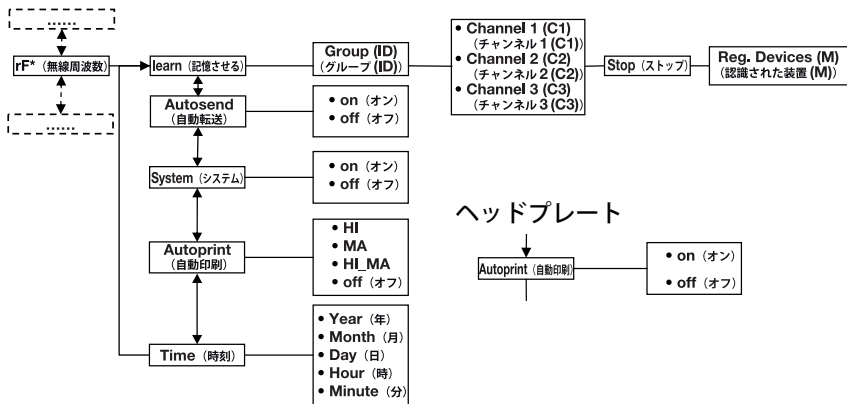 ......
rF* (無線周波数)
......
learn (記憶させる)
Group (ID)
(グループ (ID))
• Channel 1 (C1)
(チャンネル 1 (C1))
• Channel 2 (C2)
(チャンネル 2 (C2))
• Channel 3 (C3)
(チャンネル 3 (C3))
Stop (ストップ)
Reg. Devices (M)
(認識された装置 (M))
Autosend
(自動転送)
• on (オン)
• off (オフ)
System (システム)
• on (オン)
• off (オフ)
Autoprint
(自動印刷)
• HI
• MA
• HI_MA
• off (オフ)
Time (時刻)
• Year (年)
• Month (月)
• Day (日)
• Hour (時)
• Minute (分)
ヘッドプレート
Autoprint (自動印刷)
• on (オン)
• off (オフ)